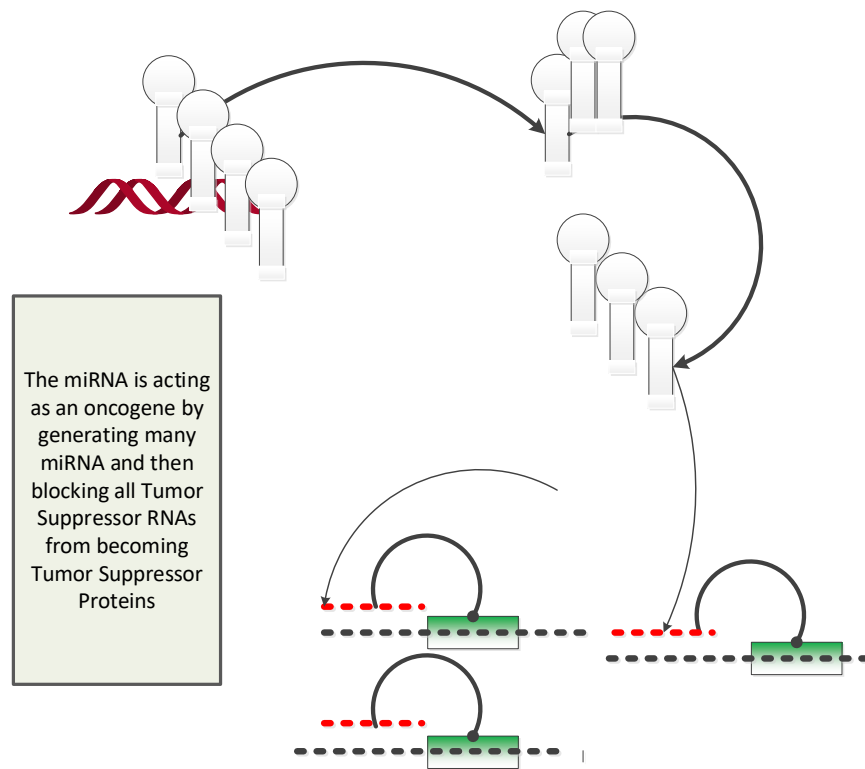 The miRNA is acting
as an oncogene by
generating many
miRNA and then
blocking all Tumor
Suppressor RNAs
from becoming
Tumor Suppressor
Proteins